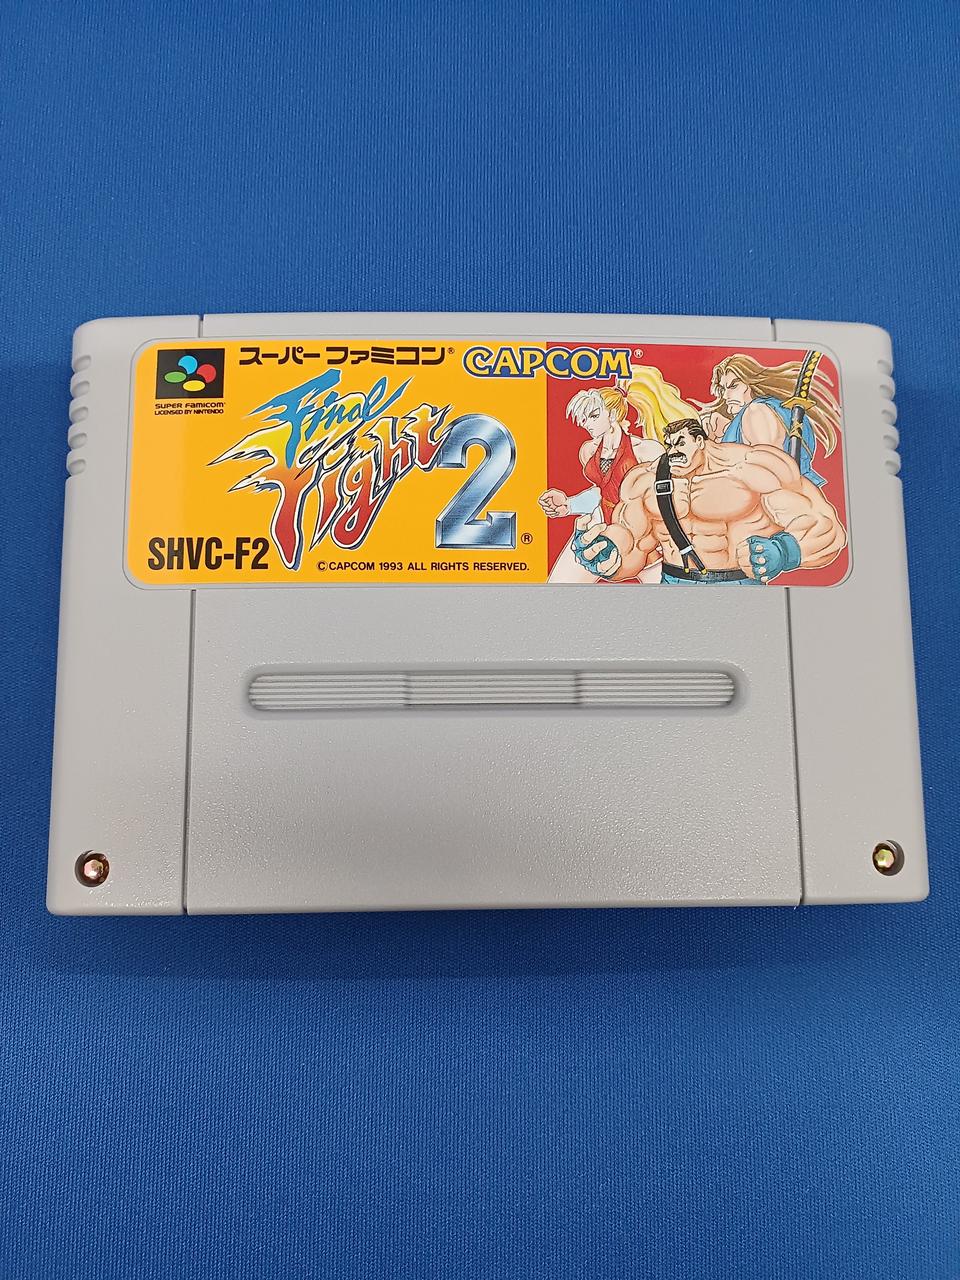 スーパーファミコン®
CAPCOM®
SUPER FAMICOM®
LICENSED BY NINTENDO
Final
Fight
2®
SHVC-F2
©CAPCOM 1993 ALL RIGHTS RESERVED.